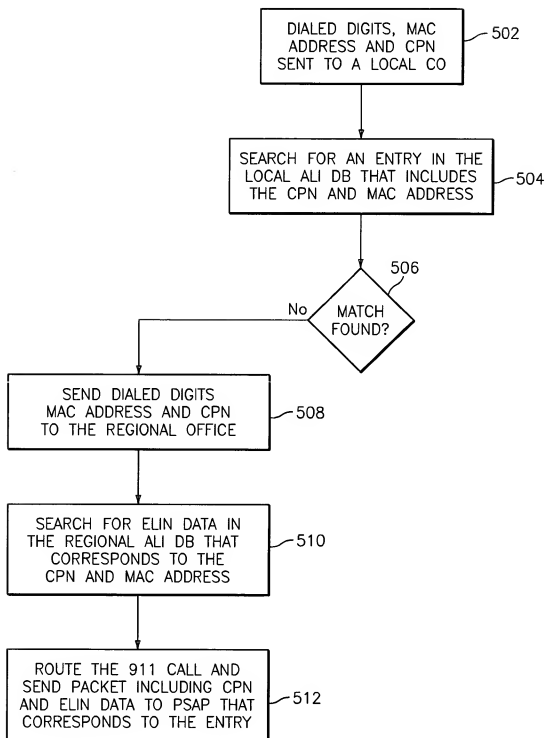 DIALED DIGITS, MAC
ADDRESS AND CPN
SENT TO A LOCAL CO
502
SEARCH FOR AN ENTRY IN THE
LOCAL ALI DB THAT INCLUDES
THE CPN AND MAC ADDRESS
504
506
No
MATCH
FOUND?
SEND DIALED DIGITS
MAC ADDRESS AND CPN
TO THE REGIONAL OFFICE
508
SEARCH FOR ELIN DATA IN
THE REGIONAL ALI DB THAT
CORRESPONDS TO THE
CPN AND MAC ADDRESS
510
ROUTE THE 911 CALL AND
SEND PACKET INCLUDING CPN
AND ELIN DATA TO PSAP THAT
CORRESPONDS TO THE ENTRY
512